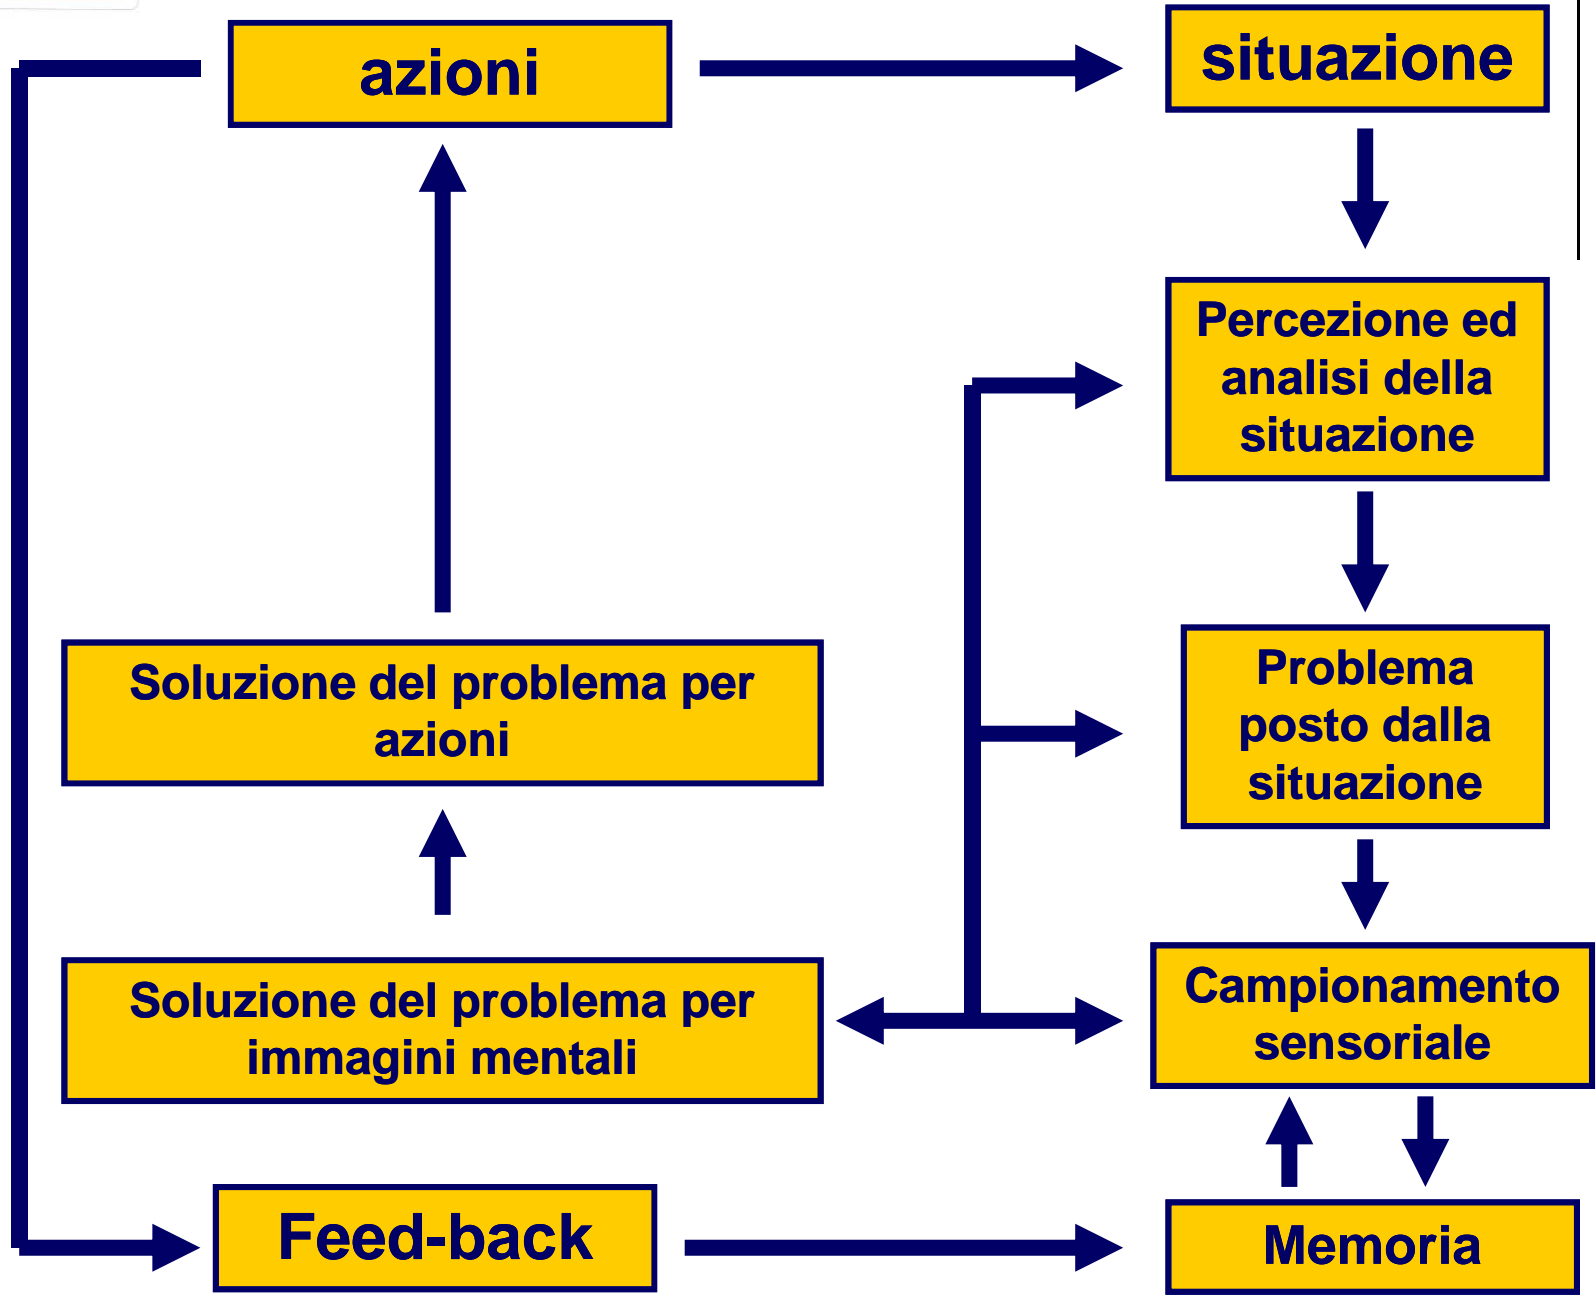 azioni
situazione
Percezione ed
analisi della
situazione
Soluzione del problema per
azioni
Problema
posto dalla
situazione
Soluzione del problema per
immagini mentali
Campionamento
sensoriale
Feed-back
Memoria